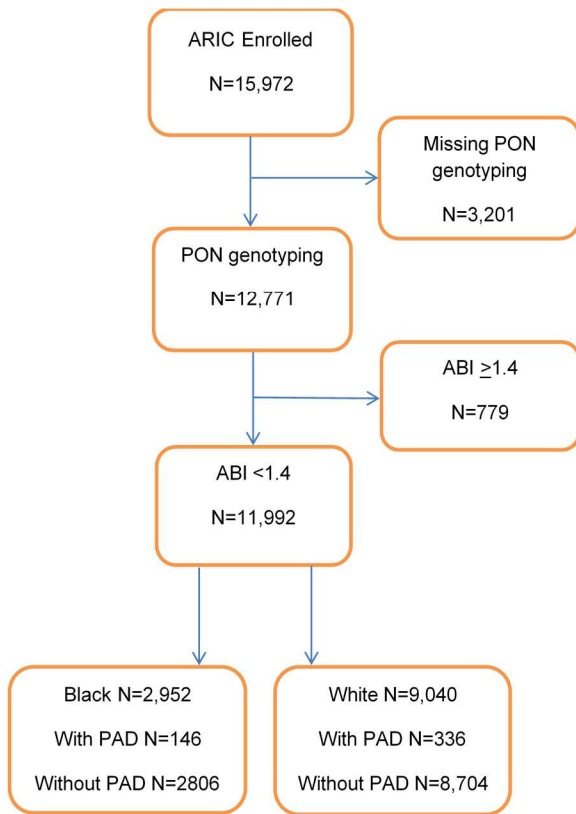 ARIC Enrolled
N=15,972
Missing PON
genotyping
N=3,201
PON genotyping
N=12,771
ABI ≥1.4
N=779
ABI <1.4
N=11,992
Black N=2,952
With PAD N=146
Without PAD N=2806
White N=9,040
With PAD N=336
Without PAD N=8,704